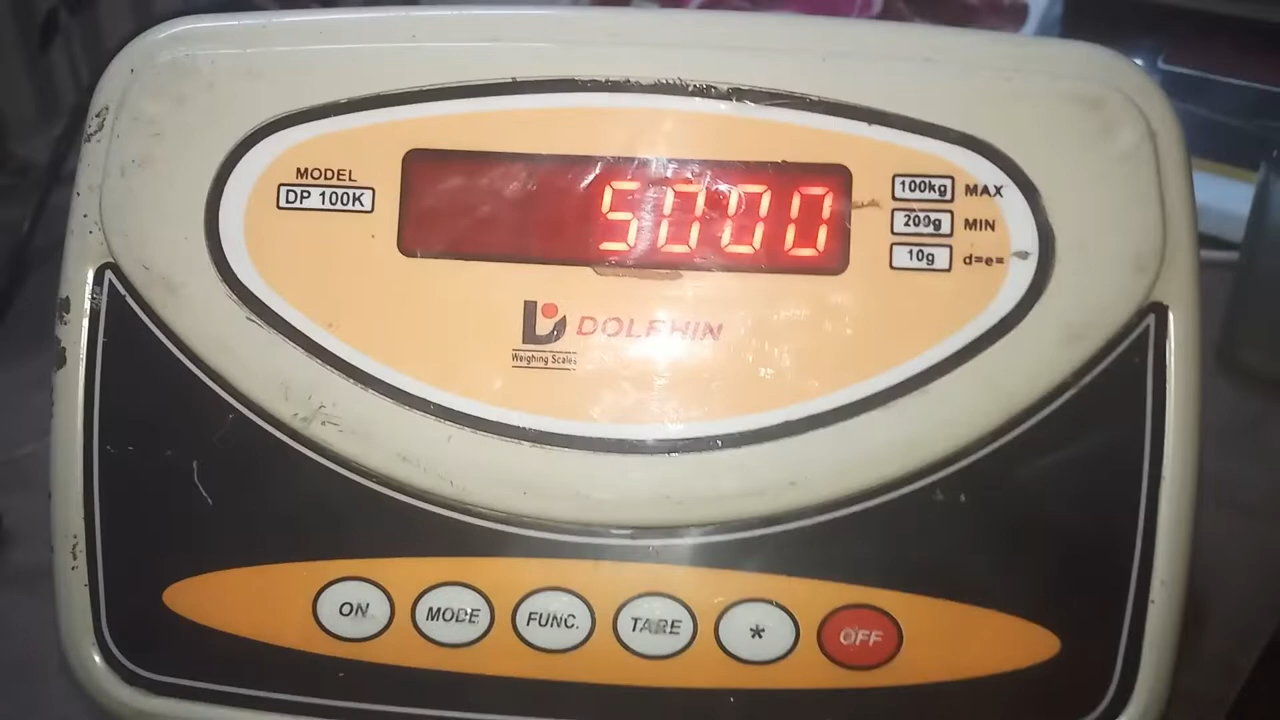 MODEL
DP 100K
5000
100kg MAX
200g MIN
10g d=e=
DOLPHIN
Weighing Scales
ON MODE FUNC. TARE * OFF